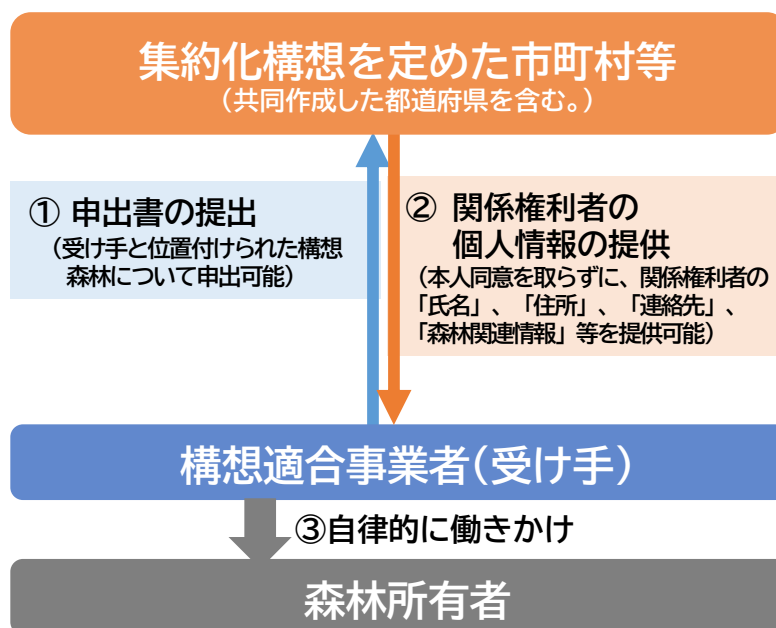 集約化構想を定めた市町村等
（共同作成した都道府県を含む。）
① 申出書の提出
（受け手と位置付けられた構想
森林について申出可能）
② 関係権利者の
個人情報の提供
（本人同意を取らずに、関係権利者の
「氏名」、「住所」、「連絡先」、
「森林関連情報」等を提供可能）
構想適合事業者（受け手）
③自律的に働きかけ
森林所有者